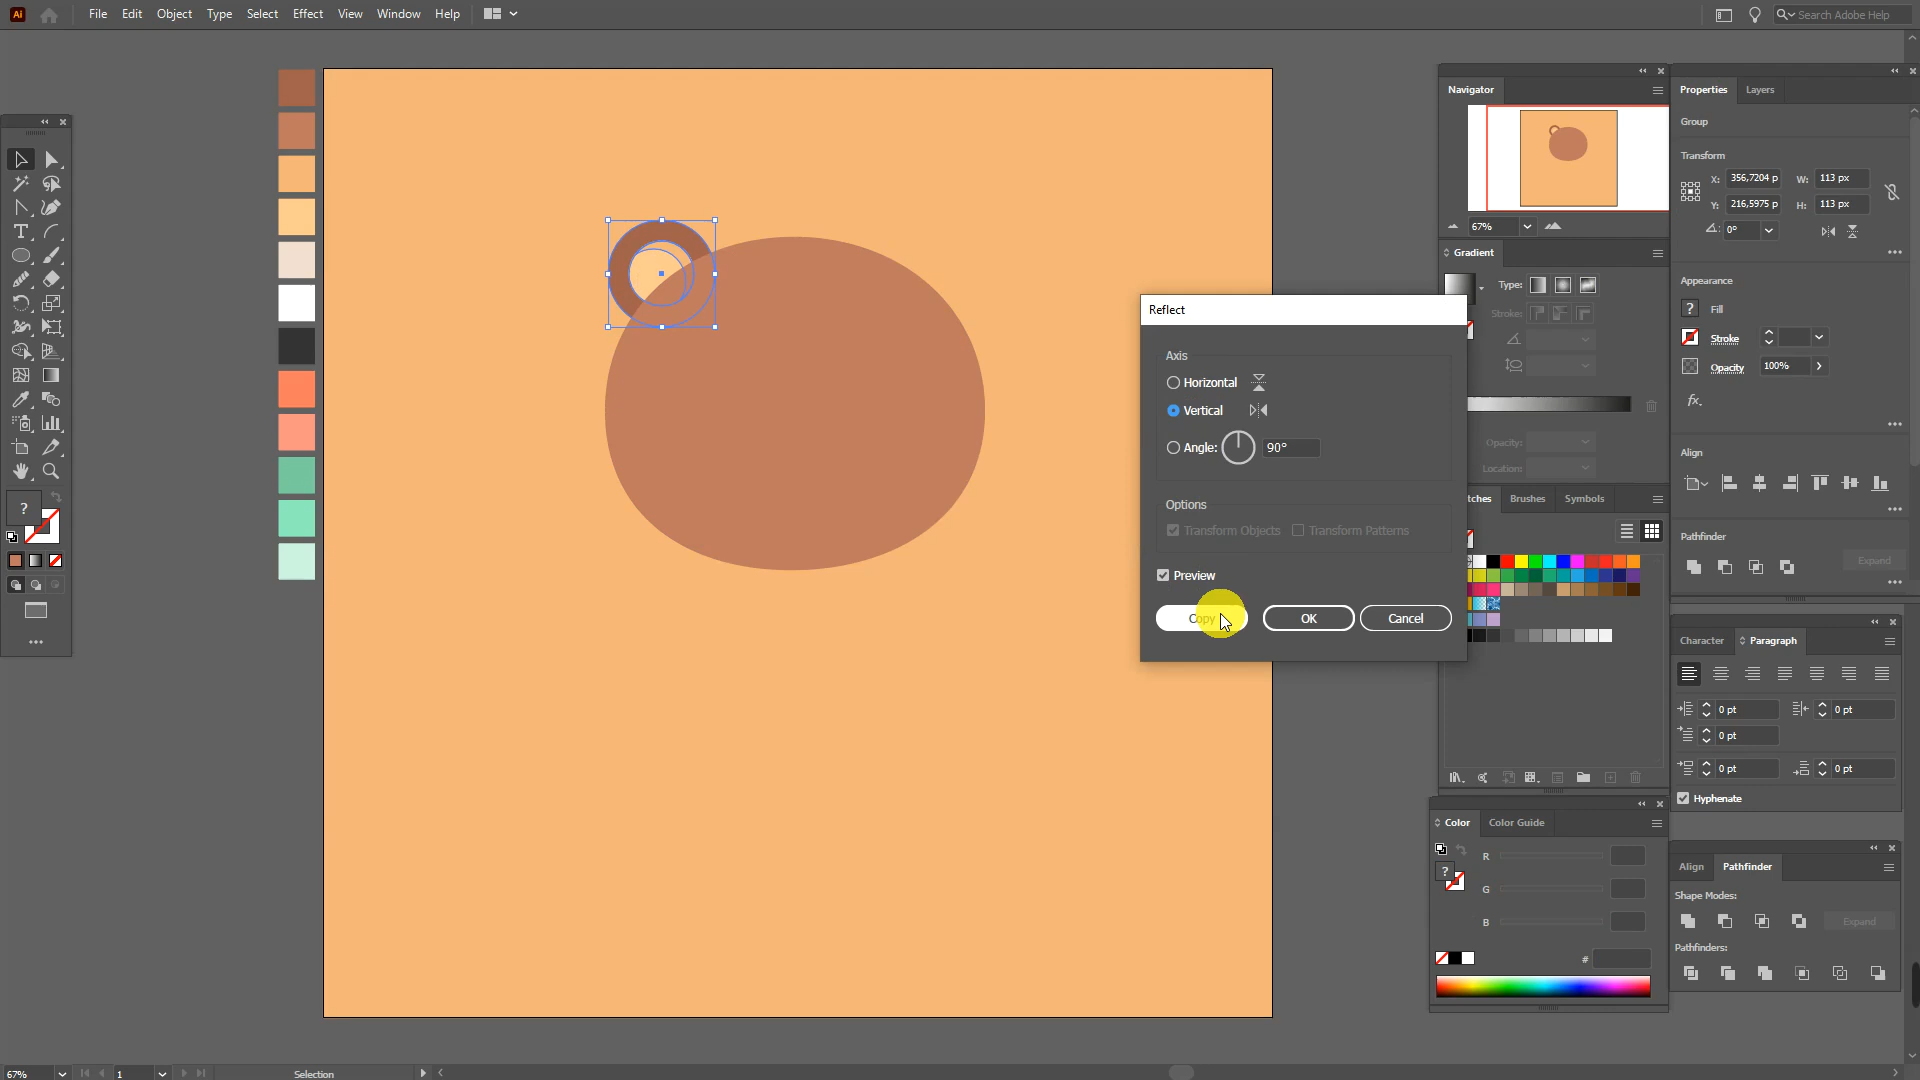 Ai File Edit Object Type Select Effect View Window Help
Search Adobe Help
Navigator
67%
Gradient
Type:
Stroke:
Opacity:
Location:
tches Brushes Symbols
Color Color Guide
R
G
B
#
Properties Layers
Group
Transform
X: 356,7204 p W: 113 px
Y: 216,5975 p H: 113 px
0°
Appearance
? Fill
Stroke
Opacity 100%
fx.
Align
Pathfinder
Expand
Character Paragraph
0 pt 0 pt
0 pt
0 pt 0 pt
Hyphenate
Align Pathfinder
Shape Modes:
Expand
Pathfinders:
Reflect
Axis
Horizontal
Vertical
Angle: 90°
Options
Transform Objects Transform Patterns
Preview
Copy OK Cancel
?
?
67% 1 Selection